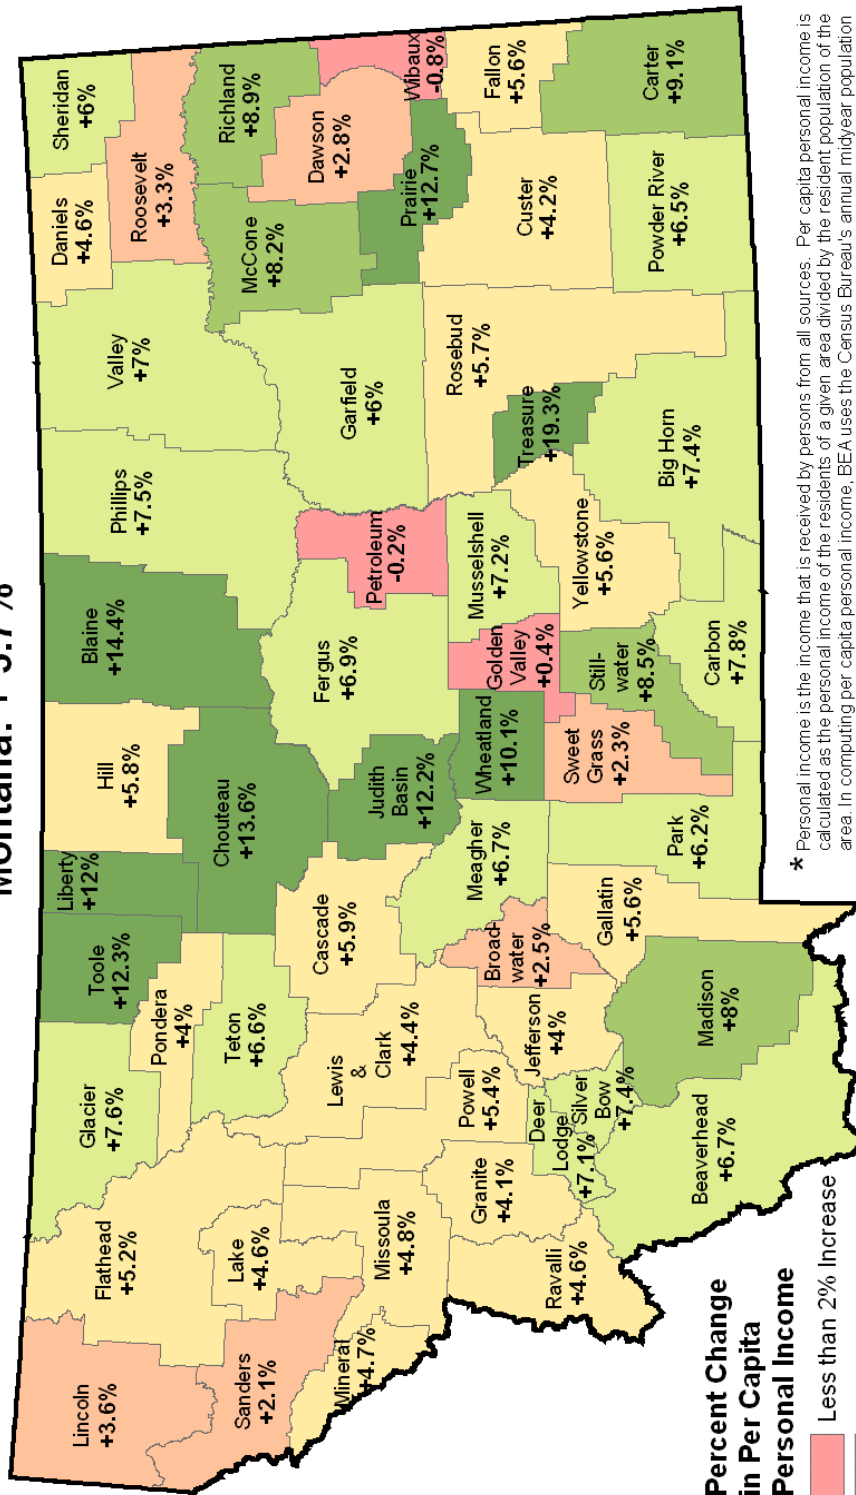 Montana: + 5.7%
Lincoln
+3.6%
Flathead
+5.2%
Glacier
+7.6%
Toole
+12.3%
Liberty
+12%
Hill
+5.8%
Blaine
+14.4%
Phillips
+7.5%
Valley
+7%
Daniels
+4.6%
Sheridan
+6%
Roosevelt
+3.3%
Pondera
+4%
Sanders
+2.1%
Lake
+4.6%
Teton
+6.6%
Chouteau
+13.6%
McCone
+8.2%
Richland
+8.9%
Mineral
+4.7%
Missoula
+4.8%
Lewis
&
Clark
+4.4%
Cascade
+5.9%
Judith
Basin
+12.2%
Fergus
+6.9%
Petroleum
-0.2%
Garfield
+6%
Dawson
+2.8%
Prairie
+12.7%
Wibaux
-0.8%
Powell
+5.4%
Granite
+4.1%
Ravalli
+4.6%
Deer
Lodge
+7.1%
Silver
Bow
+7.4%
Jefferson
+4%
Broad-
water
+2.5%
Meagher
+6.7%
Wheatland
+10.1%
Golden
Valley
+0.4%
Musselshell
+7.2%
Rosebud
+5.7%
Treasure
+19.3%
Custer
+4.2%
Fallon
+5.6%
Beaverhead
+6.7%
Madison
+8%
Gallatin
+5.6%
Park
+6.2%
Sweet
Grass
+2.3%
Still-
water
+8.5%
Yellowstone
+5.6%
Carbon
+7.8%
Big Horn
+7.4%
Powder River
+6.5%
Carter
+9.1%
Percent Change
in Per Capita
Personal Income
Less than 2% Increase
* Personal income is the income that is received by persons from all sources. Per capita personal income is
calculated as the personal income of the residents of a given area divided by the resident population of the
area. In computing per capita personal income, BEA uses the Census Bureau's annual midyear population